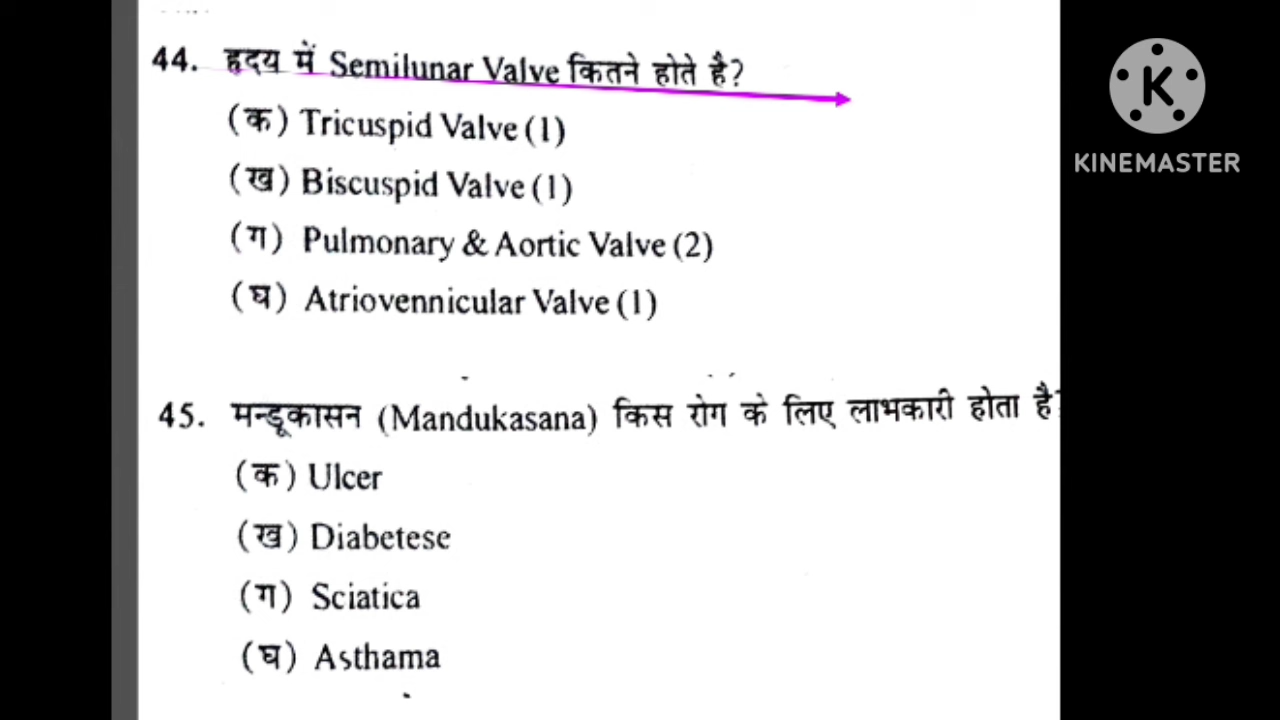 44. हृदय में Semilunar Valve कितने होते है?
(क) Tricuspid Valve (1)
(ख) Biscuspid Valve (1)
(ग) Pulmonary & Aortic Valve (2)
(घ) Atriovennicular Valve (1)
45. मन्डूकासन (Mandukasana) किस रोग के लिए लाभकारी होता है?
(क) Ulcer
(ख) Diabetese
(ग) Sciatica
(घ) Asthama
K
KINEMASTER